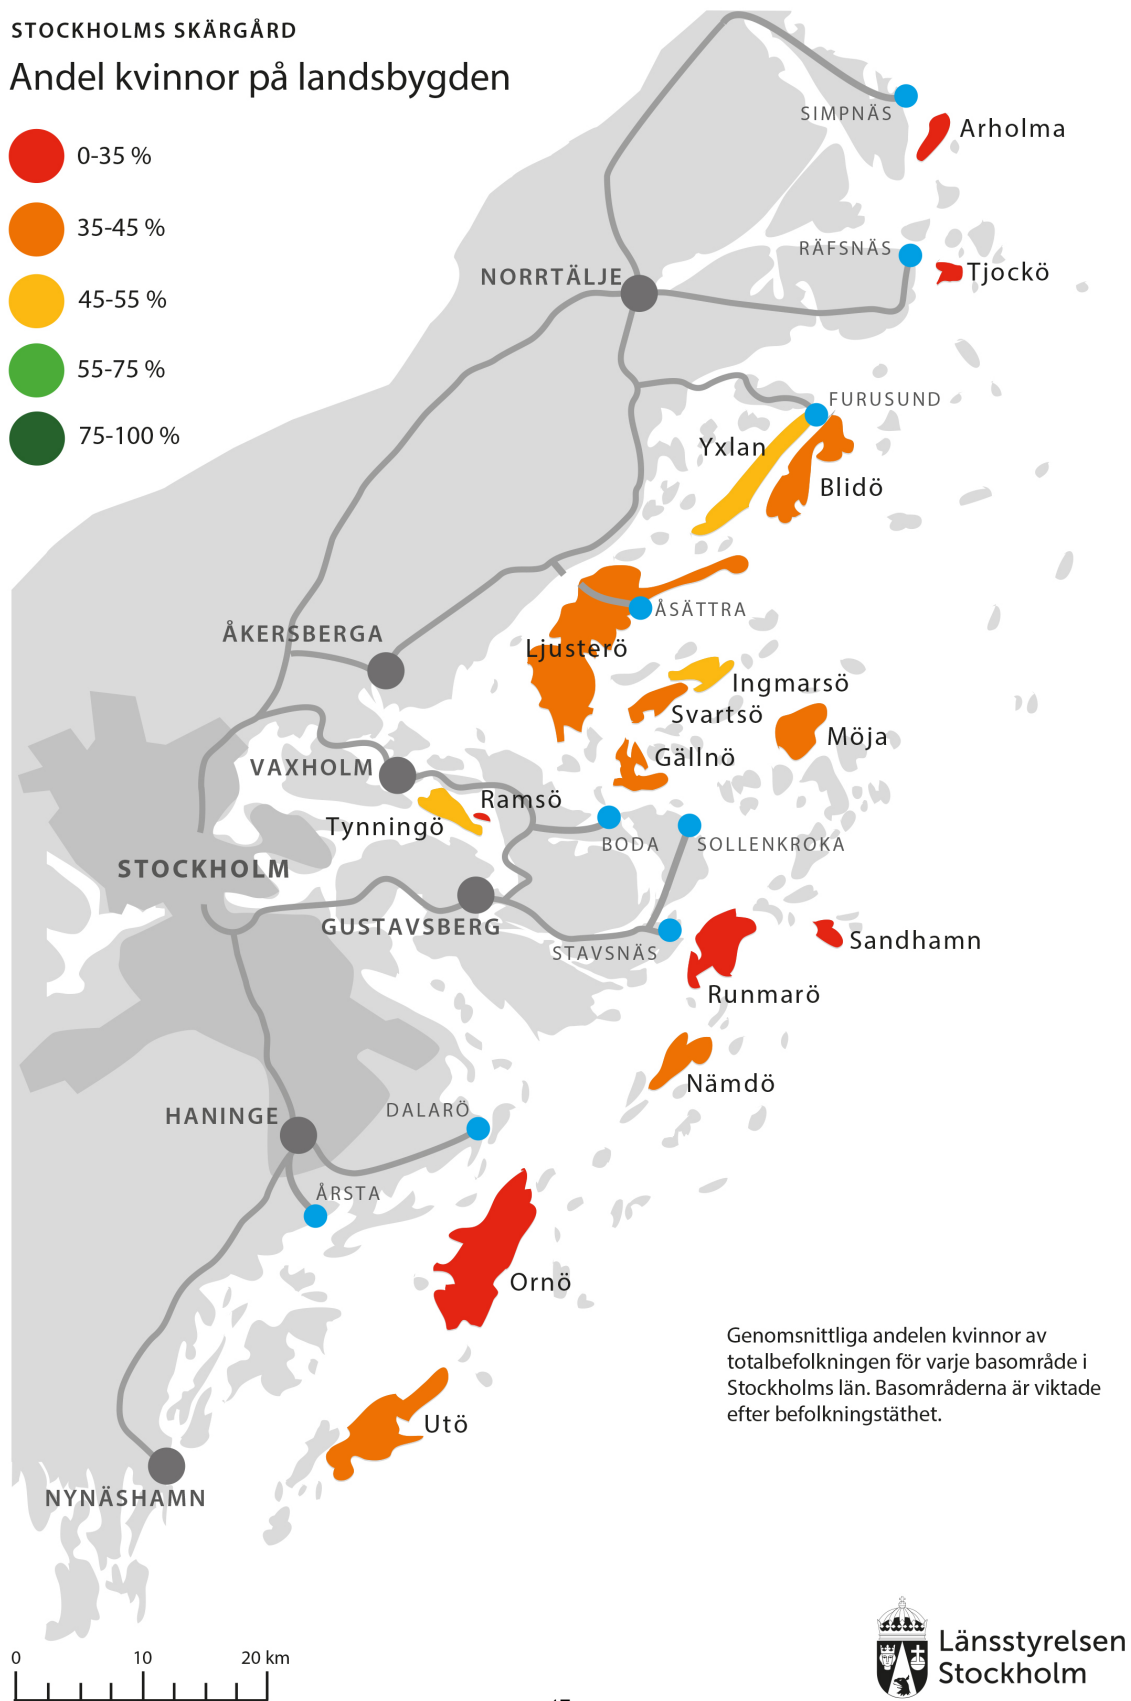 STOCKHOLMS SKÄRGÅRD
Andel kvinnor på landsbygden
0-35 %
35-45 %
45-55 %
55-75 %
75-100 %
SIMPNÄS
Arholma
RÄFSNÄS
Tjockö
NORRTÄLJE
FURUSUND
Yxlan
Blidö
ÅSÄTTRA
ÅKERSBERGA
Ljusterö
Ingmarsö
Svartsö
Möja
Gällnö
VAXHOLM
Ramsö
Tynningö
BODA
SOLLENKROKA
STOCKHOLM
GUSTAVSBERG
STAVSNÄS
Sandhamn
Runmarö
Nämdö
DALARÖ
HANINGE
ÅRSTA
Ornö
Genomsnittliga andelen kvinnor av
totalbefolkningen för varje basområde i
Stockholms län. Basområderna är viktade
efter befolkningstäthet.
Utö
NYNÄSHAMN
0 10 20 km
Länsstyrelsen
Stockholm